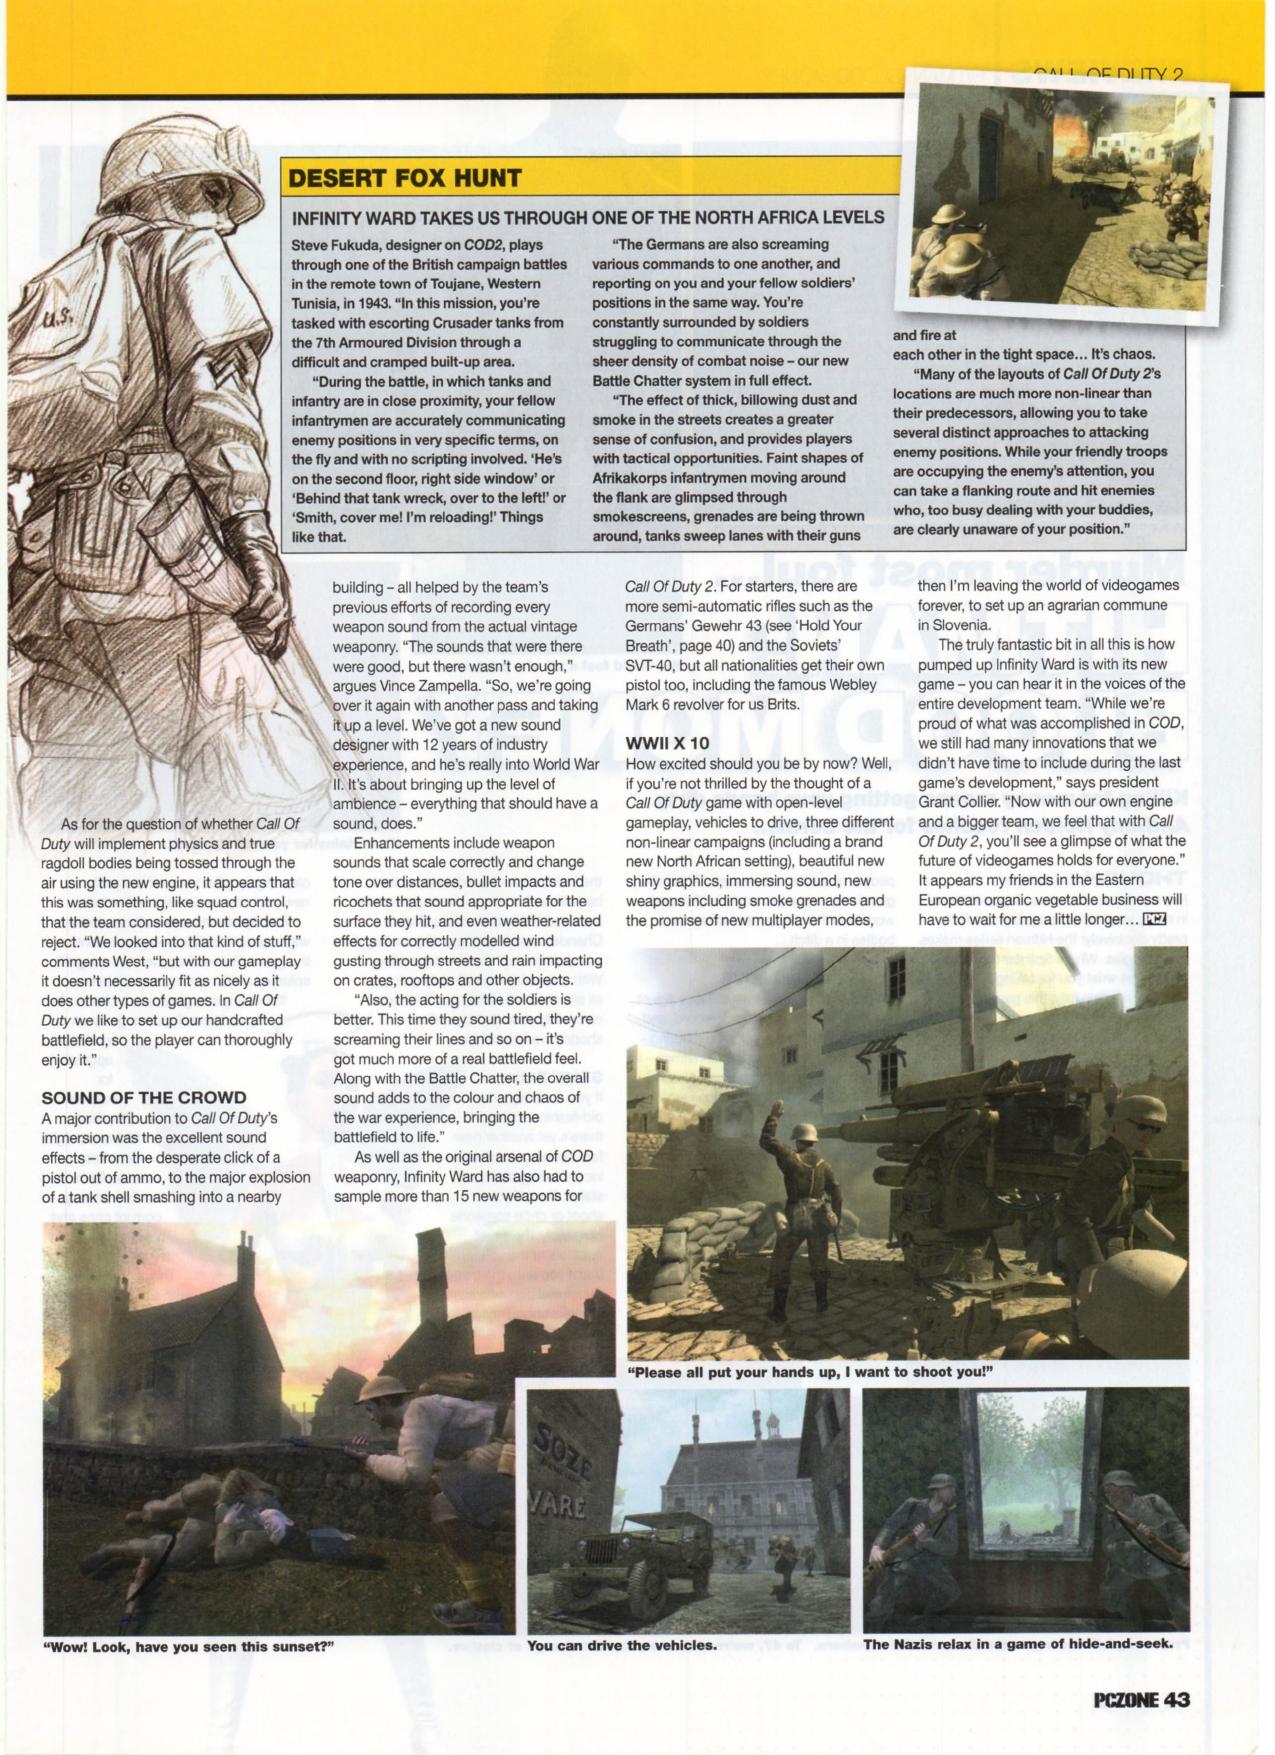 CALL OF DUTY 2
DESERT FOX HUNT
INFINITY WARD TAKES US THROUGH ONE OF THE NORTH AFRICA LEVELS
Steve Fukuda, designer on COD2, plays
through one of the British campaign battles
in the remote town of Toujane, Western
Tunisia, in 1943. “In this mission, you’re
tasked with escorting Crusader tanks from
the 7th Armoured Division through a
difficult and cramped built-up area.
“During the battle, in which tanks and
infantry are in close proximity, your fellow
infantrymen are accurately communicating
enemy positions in very specific terms, on
the fly and with no scripting involved. ‘He’s
on the second floor, right side window’ or
‘Behind that tank wreck, over to the left!’ or
‘Smith, cover me! I’m reloading!’ Things
like that.
“The Germans are also screaming
various commands to one another, and
reporting on you and your fellow soldiers’
positions in the same way. You’re
constantly surrounded by soldiers
struggling to communicate through the
sheer density of combat noise – our new
Battle Chatter system in full effect.
“The effect of thick, billowing dust and
smoke in the streets creates a greater
sense of confusion, and provides players
with tactical opportunities. Faint shapes of
Afrikakorps infantrymen moving around
the flank are glimpsed through
smokescreens, grenades are being thrown
around, tanks sweep lanes with their guns
and fire at
each other in the tight space... It’s chaos.
“Many of the layouts of Call Of Duty 2’s
locations are much more non-linear than
their predecessors, allowing you to take
several distinct approaches to attacking
enemy positions. While your friendly troops
are occupying the enemy’s attention, you
can take a flanking route and hit enemies
who, too busy dealing with your buddies,
are clearly unaware of your position.”
U.S.
As for the question of whether Call Of
Duty will implement physics and true
ragdoll bodies being tossed through the
air using the new engine, it appears that
this was something, like squad control,
that the team considered, but decided to
reject. “We looked into that kind of stuff,”
comments West, “but with our gameplay
it doesn’t necessarily fit as nicely as it
does other types of games. In Call Of
Duty we like to set up our handcrafted
battlefield, so the player can thoroughly
enjoy it.”
SOUND OF THE CROWD
A major contribution to Call Of Duty’s
immersion was the excellent sound
effects – from the desperate click of a
pistol out of ammo, to the major explosion
of a tank shell smashing into a nearby
building – all helped by the team’s
previous efforts of recording every
weapon sound from the actual vintage
weaponry. “The sounds that were there
were good, but there wasn’t enough,”
argues Vince Zampella. “So, we’re going
over it again with another pass and taking
it up a level. We’ve got a new sound
designer with 12 years of industry
experience, and he’s really into World War
II. It’s about bringing up the level of
ambience – everything that should have a
sound, does.”
Enhancements include weapon
sounds that scale correctly and change
tone over distances, bullet impacts and
ricochets that sound appropriate for the
surface they hit, and even weather-related
effects for correctly modelled wind
gusting through streets and rain impacting
on crates, rooftops and other objects.
“Also, the acting for the soldiers is
better. This time they sound tired, they’re
screaming their lines and so on – it’s
got much more of a real battlefield feel.
Along with the Battle Chatter, the overall
sound adds to the colour and chaos of
the war experience, bringing the
battlefield to life.”
As well as the original arsenal of COD
weaponry, Infinity Ward has also had to
sample more than 15 new weapons for
Call Of Duty 2. For starters, there are
more semi-automatic rifles such as the
Germans’ Gewehr 43 (see ‘Hold Your
Breath’, page 40) and the Soviets’
SVT-40, but all nationalities get their own
pistol too, including the famous Webley
Mark 6 revolver for us Brits.
WWII X 10
How excited should you be by now? Well,
if you’re not thrilled by the thought of a
Call Of Duty game with open-level
gameplay, vehicles to drive, three different
non-linear campaigns (including a brand
new North African setting), beautiful new
shiny graphics, immersing sound, new
weapons including smoke grenades and
the promise of new multiplayer modes,
then I’m leaving the world of videogames
forever, to set up an agrarian commune
in Slovenia.
The truly fantastic bit in all this is how
pumped up Infinity Ward is with its new
game – you can hear it in the voices of the
entire development team. “While we’re
proud of what was accomplished in COD,
we still had many innovations that we
didn’t have time to include during the last
game’s development,” says president
Grant Collier. “Now with our own engine
and a bigger team, we feel that with Call
Of Duty 2, you’ll see a glimpse of what the
future of videogames holds for everyone.”
It appears my friends in the Eastern
European organic vegetable business will
have to wait for me a little longer... PCZ
“Please all put your hands up, I want to shoot you!”
SOZE
WARE
“Wow! Look, have you seen this sunset?”
You can drive the vehicles.
The Nazis relax in a game of hide-and-seek.
PCZONE 43